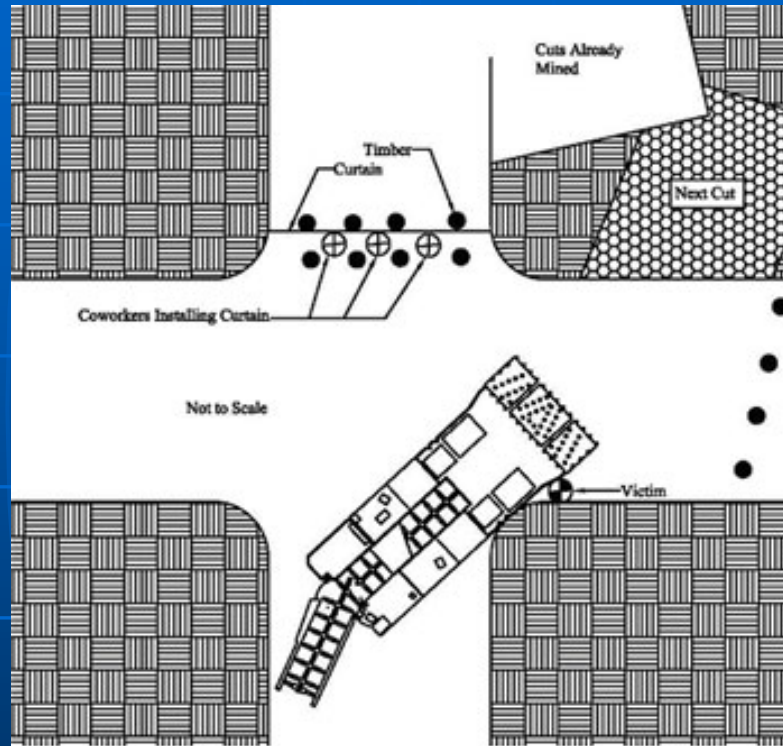 Cuts Already
Mined
Timber
Curtain
Next Cut
Coworkers Installing Curtain
Not to Scale
Victim